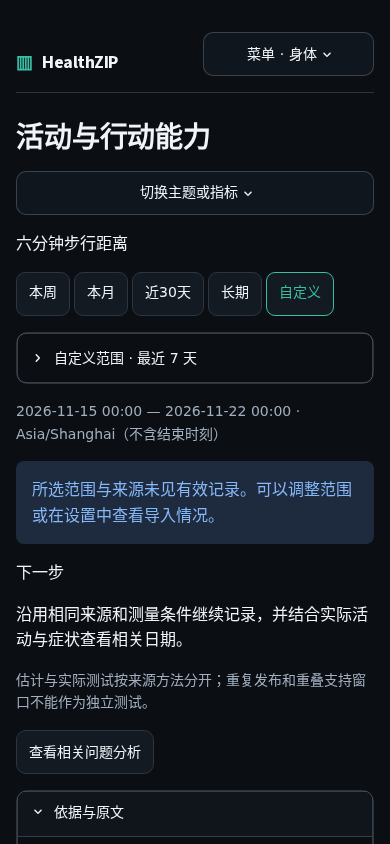 HealthZIP
菜单 · 身体
活动与行动能力
切换主题或指标
六分钟步行距离
本周
本月
近30天
长期
自定义
自定义范围 · 最近 7 天
2026-11-15 00:00 — 2026-11-22 00:00 ·
Asia/Shanghai（不含结束时刻）
所选范围与来源未见有效记录。可以调整范围
或在设置中查看导入情况。
下一步
沿用相同来源和测量条件继续记录，并结合实际活
动与症状查看相关日期。
估计与实际测试按来源方法分开；重复发布和重叠支持窗
口不能作为独立测试。
查看相关问题分析
依据与原文